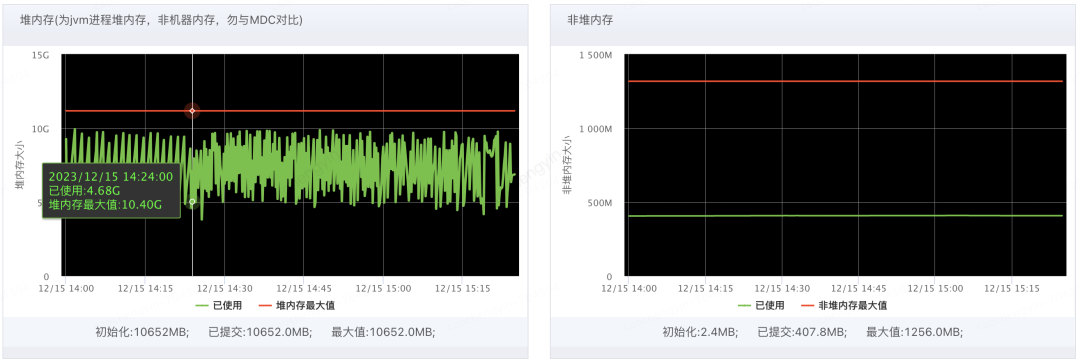 堆内存(为jvm进程堆内存，非机器内存，勿与MDC对比)
15G
10G
5
0
堆内存大小
2023/12/15 14:24:00
已使用:4.68G
堆内存最大值:10.40G
12/15 14:00 12/15 14:15 12/15 14:30 12/15 14:45 12/15 15:00 12/15 15:15
已使用 堆内存最大值
初始化:10652MB; 已提交:10652.0MB; 最大值:10652.0MB;
非堆内存
1 500M
1 000M
500M
0
非堆内存大小
12/15 14:00 12/15 14:15 12/15 14:30 12/15 14:45 12/15 15:00 12/15 15:15
已使用 非堆内存最大值
初始化:2.4MB; 已提交:407.8MB; 最大值:1256.0MB;